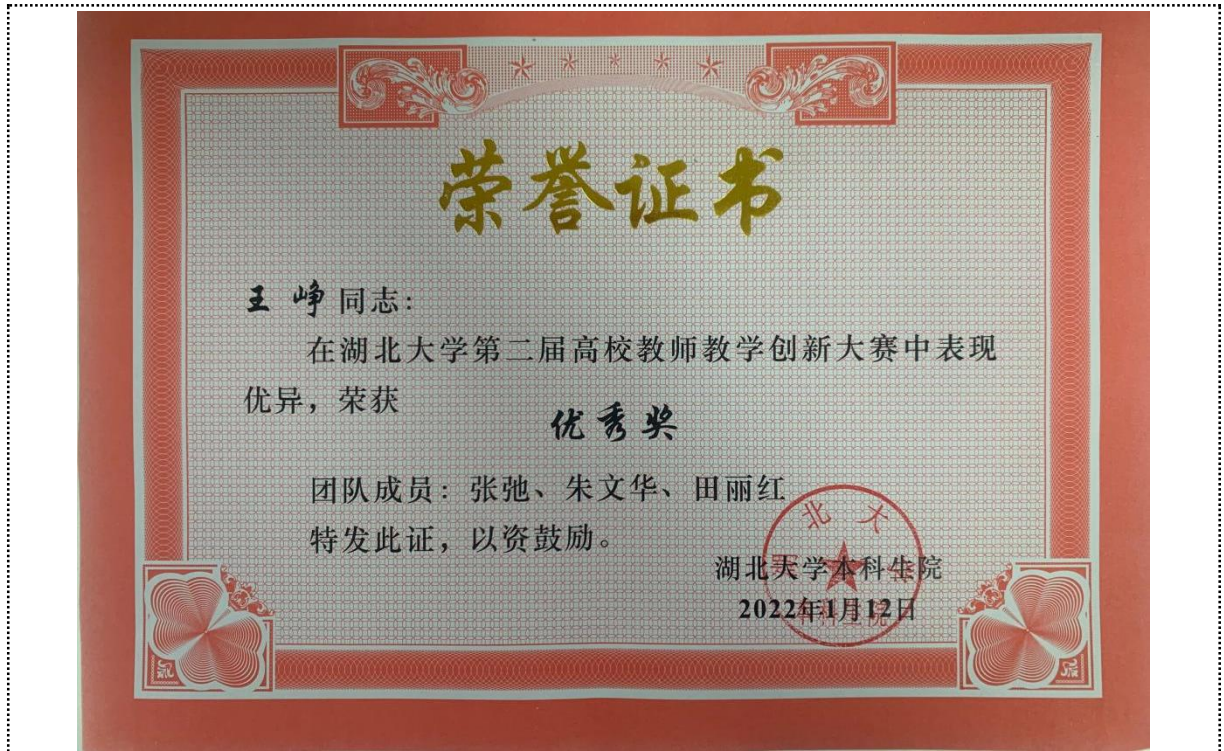 荣誉证书
王峥同志：
在湖北大学第二届高校教师教学创新大赛中表现
优异，荣获
优秀奖
团队成员：张弛、朱文华、田丽红
特发此证，以资鼓励。
湖北大学本科生院
2022年1月12日